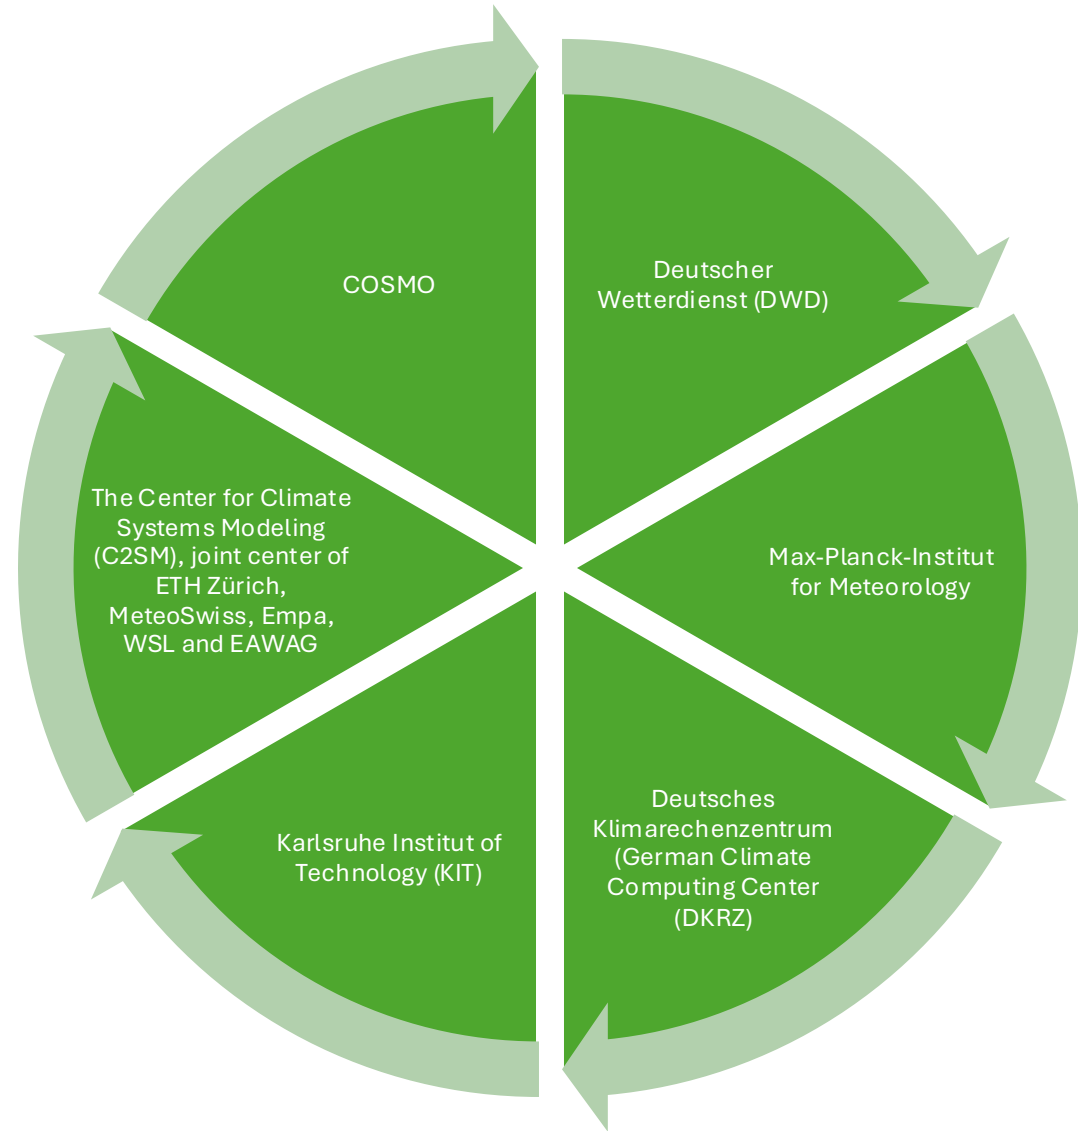 COSMO
Deutscher
Wetterdienst (DWD)
Max-Planck-Institut
for Meteorology
Deutsches
Klimarechenzentrum
(German Climate
Computing Center
(DKRZ)
Karlsruhe Institut of
Technology (KIT)
The Center for Climate
Systems Modeling
(C2SM), joint center of
ETH Zürich,
MeteoSwiss, Empa,
WSL and EAWAG